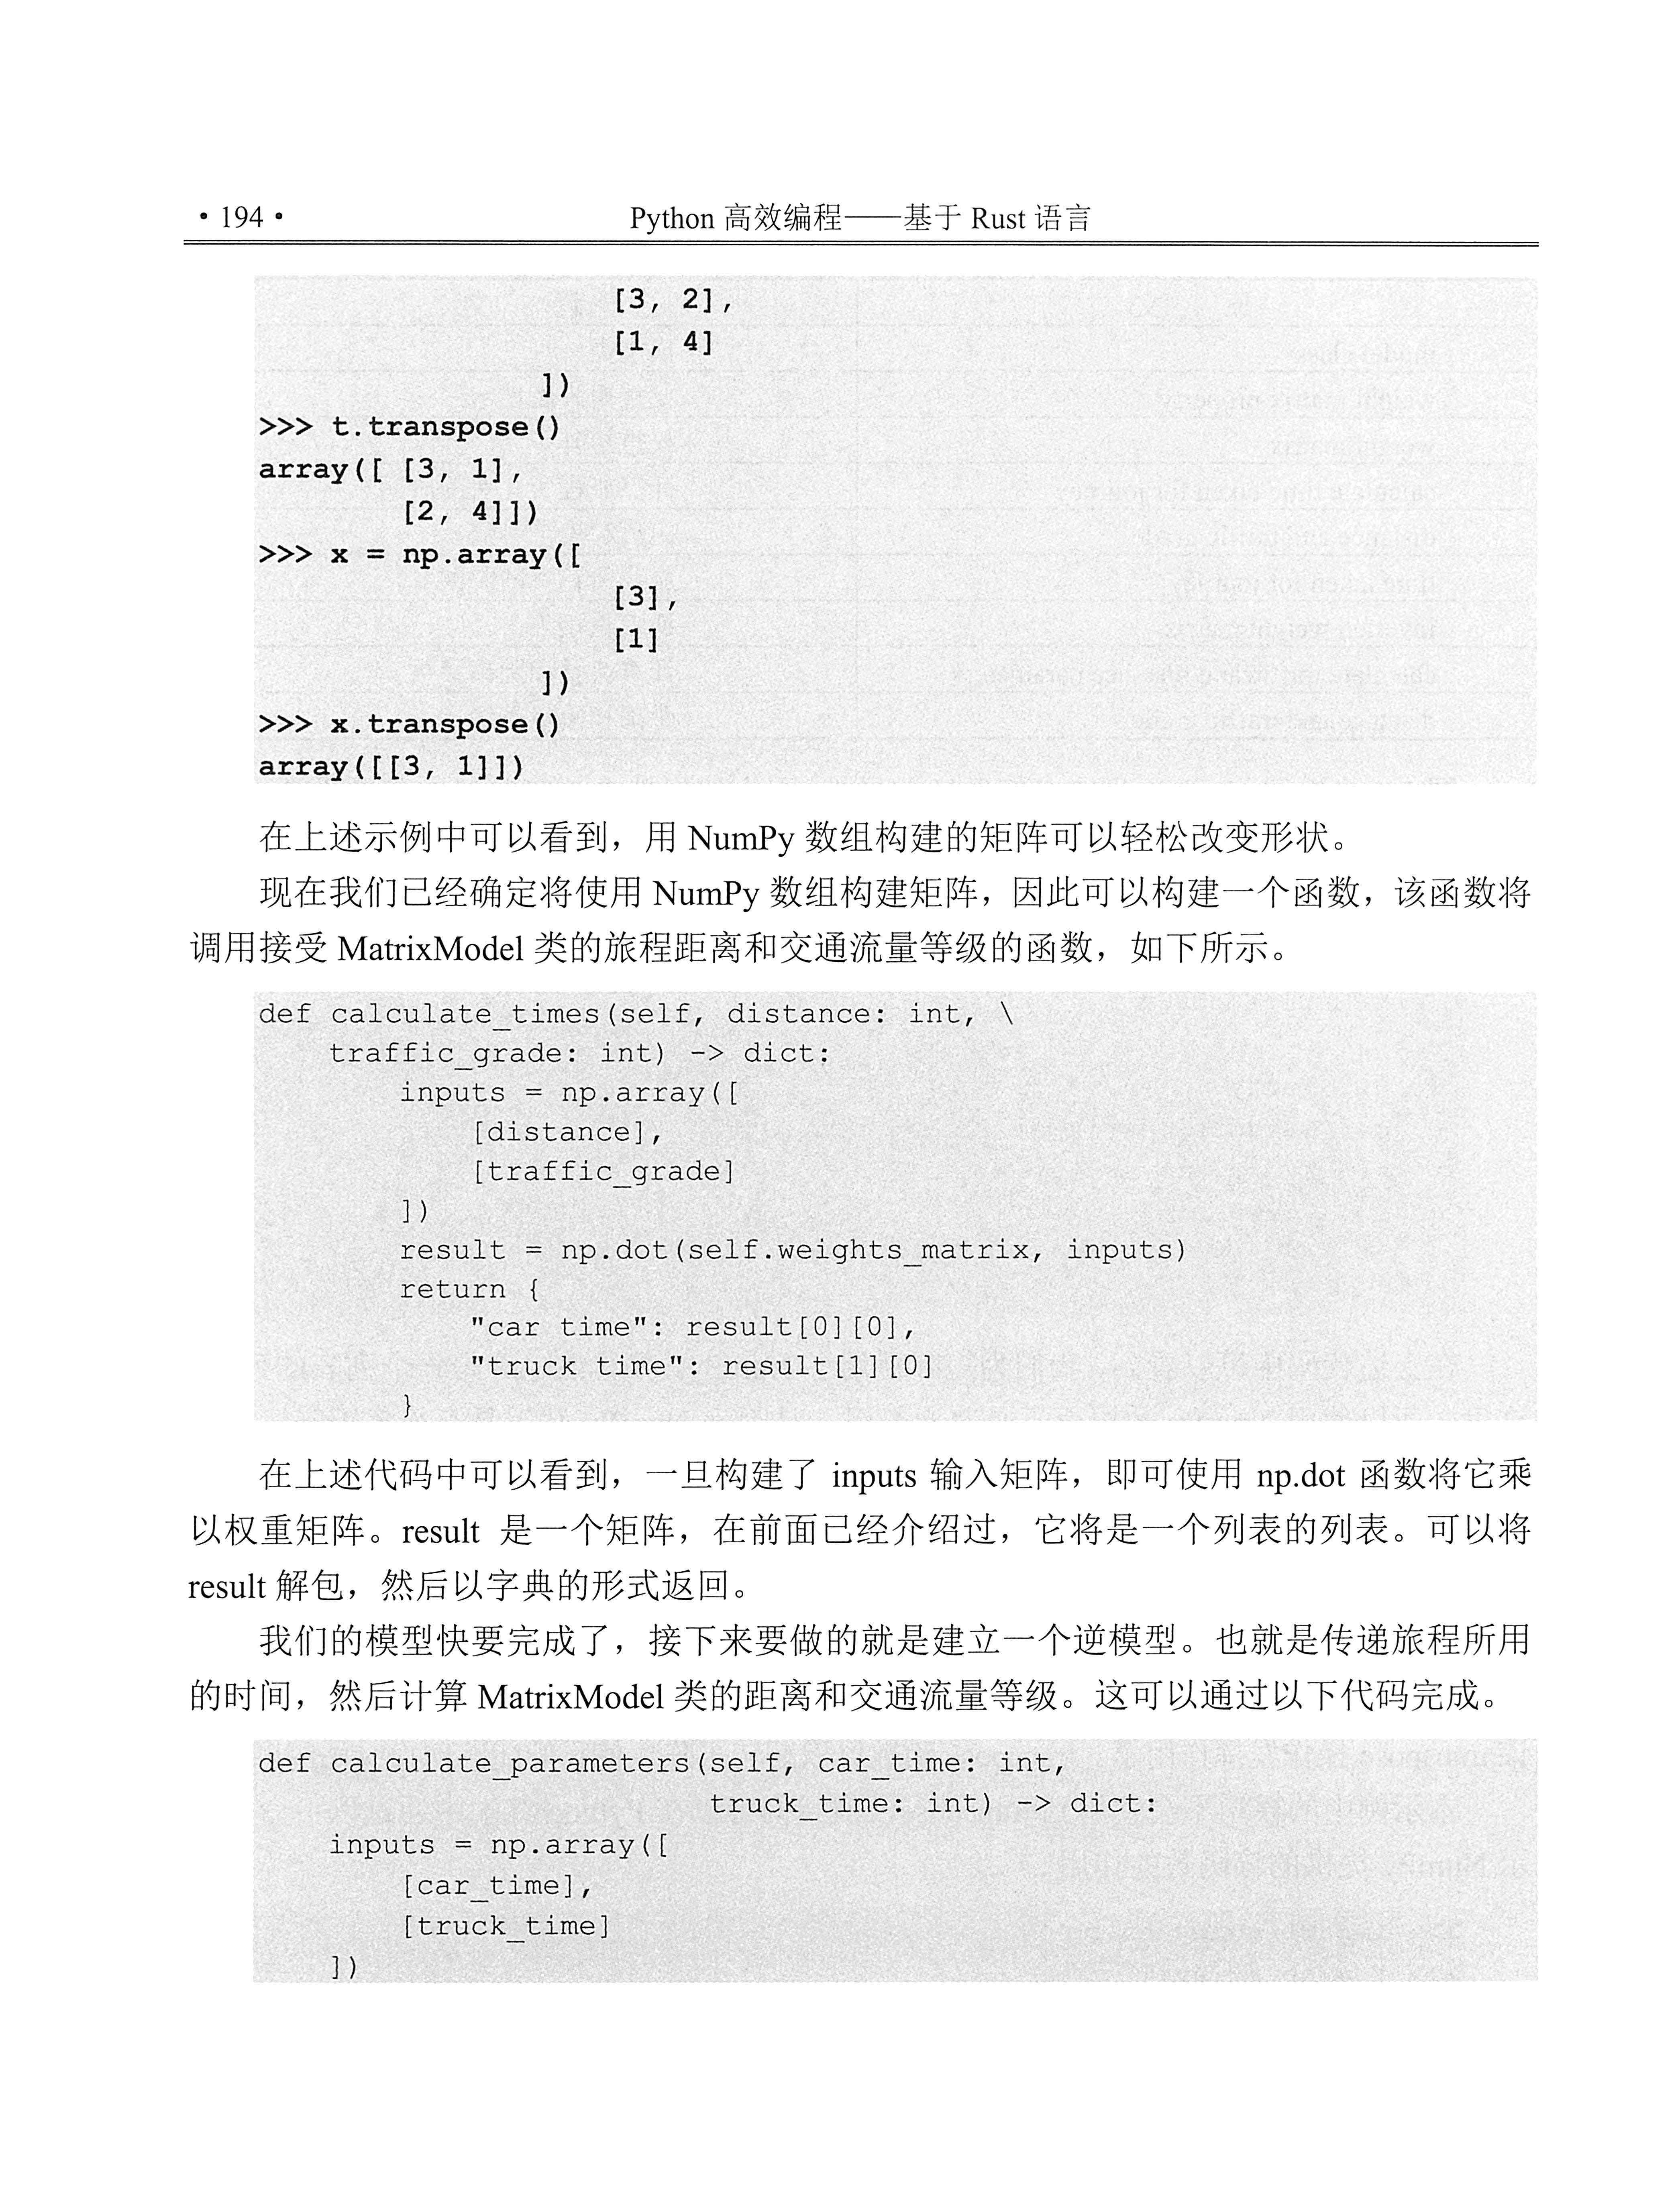 • 194 •
Python 高效编程——基于 Rust 语言
[3, 2],
[1, 4]
])
>>> t.transpose()
array([ [3, 1],
[2, 4]])
>>> x = np.array([
[3],
[1]
])
>>> x.transpose()
array([[3, 1]])
在上述示例中可以看到，用 NumPy 数组构建的矩阵可以轻松改变形状。
现在我们已经确定将使用 NumPy 数组构建矩阵，因此可以构建一个函数，该函数将
调用接受 MatrixModel 类的旅程距离和交通流量等级的函数，如下所示。
def calculate_times(self, distance: int, \
traffic_grade: int) -> dict:
inputs = np.array([
[distance],
[traffic_grade]
])
result = np.dot(self.weights_matrix, inputs)
return {
"car time": result[0][0],
"truck time": result[1][0]
}
在上述代码中可以看到，一旦构建了 inputs 输入矩阵，即可使用 np.dot 函数将它乘
以权重矩阵。result 是一个矩阵，在前面已经介绍过，它将是一个列表的列表。可以将
result 解包，然后以字典的形式返回。
我们的模型快要完成了，接下来要做的就是建立一个逆模型。也就是传递旅程所用
的时间，然后计算 MatrixModel 类的距离和交通流量等级。这可以通过以下代码完成。
def calculate_parameters(self, car_time: int,
truck_time: int) -> dict:
inputs = np.array([
[car_time],
[truck_time]
])